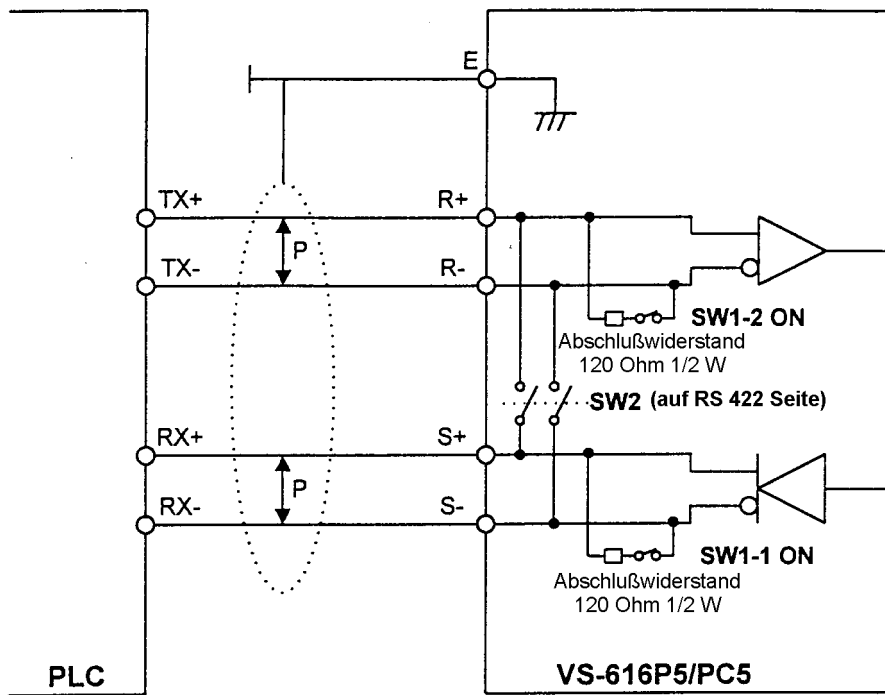 E
TX+
R+
P
TX-
R-
SW1-2 ON
Abschlußwiderstand
120 Ohm 1/2 W
SW2 (auf RS 422 Seite)
RX+
S+
P
RX-
S-
SW1-1 ON
Abschlußwiderstand
120 Ohm 1/2 W
PLC
VS-616P5/PC5